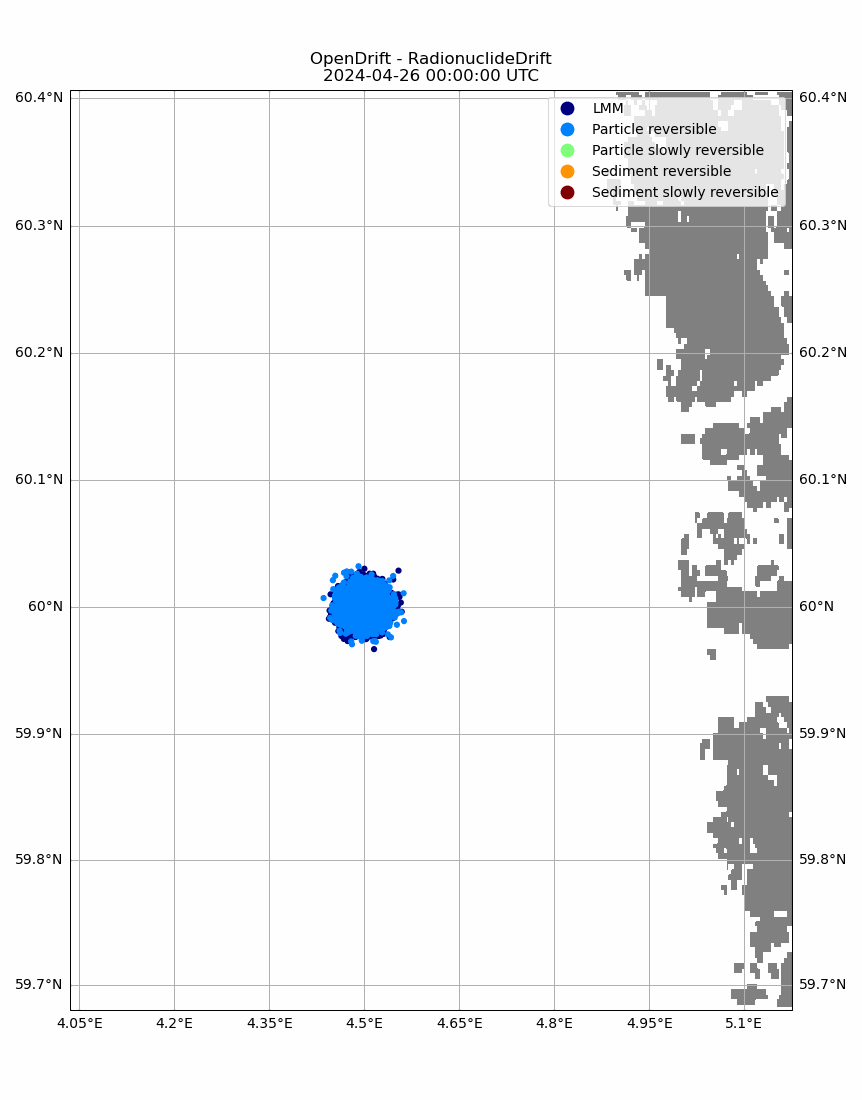 OpenDrift - RadionuclideDrift
2024-04-26 00:00:00 UTC
60.4°N
60.4°N
LMM
Particle reversible
Particle slowly reversible
Sediment reversible
Sediment slowly reversible
60.3°N
60.3°N
60.2°N
60.2°N
60.1°N
60.1°N
60°N
60°N
59.9°N
59.9°N
59.8°N
59.8°N
59.7°N
59.7°N
4.05°E 4.2°E 4.35°E 4.5°E 4.65°E 4.8°E 4.95°E 5.1°E